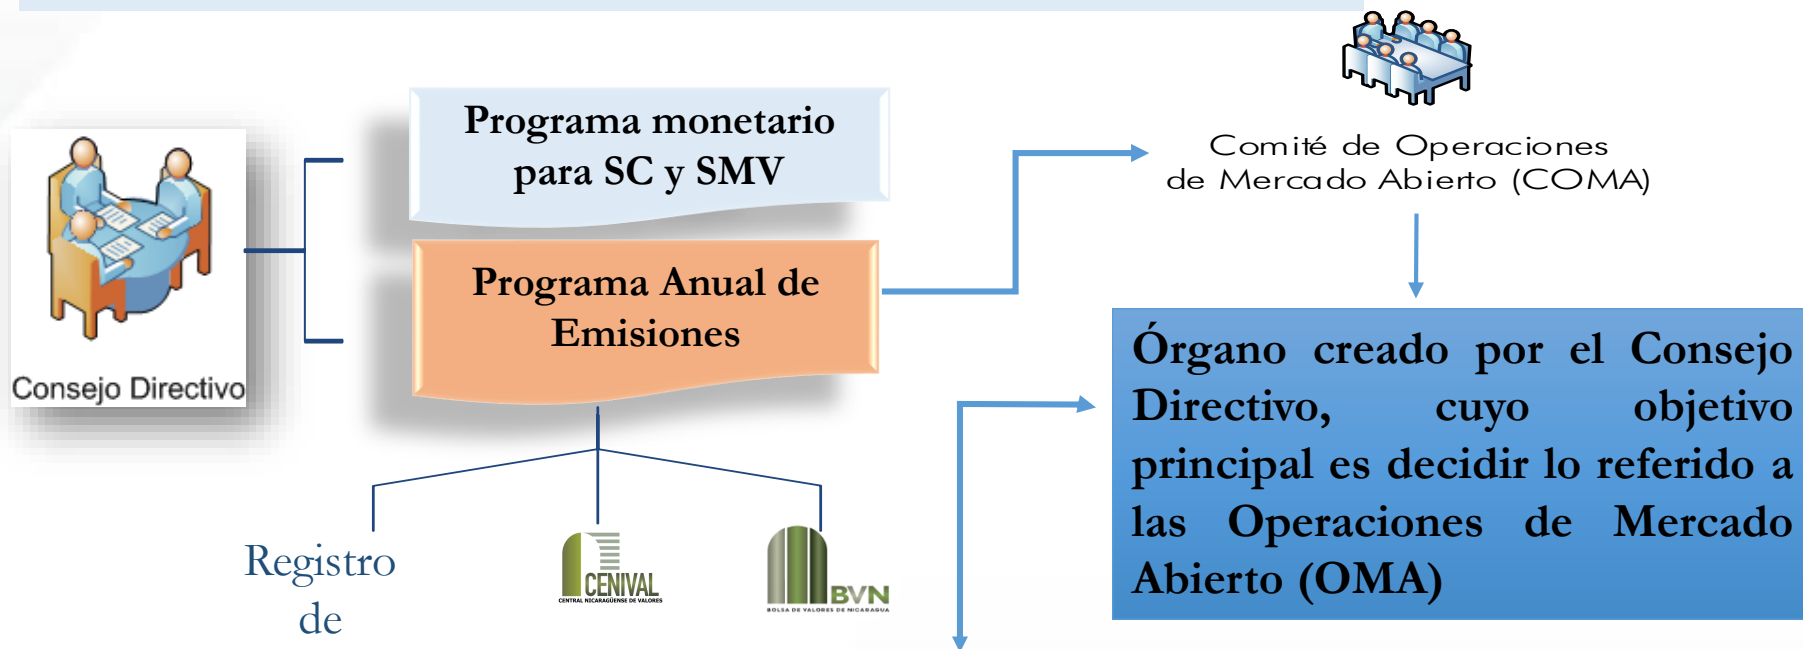 Consejo Directivo
Programa monetario
para SC y SMV
Programa Anual de
Emisiones
Registro
de
CENIVAL
CENTRAL NICARAGÜENSE DE VALORES
BVN
BOLSA DE VALORES DE NICARAGUA
Comité de Operaciones
de Mercado Abierto (COMA)
Órgano creado por el Consejo
Directivo, cuyo objetivo
principal es decidir lo referido a
las Operaciones de Mercado
Abierto (OMA)